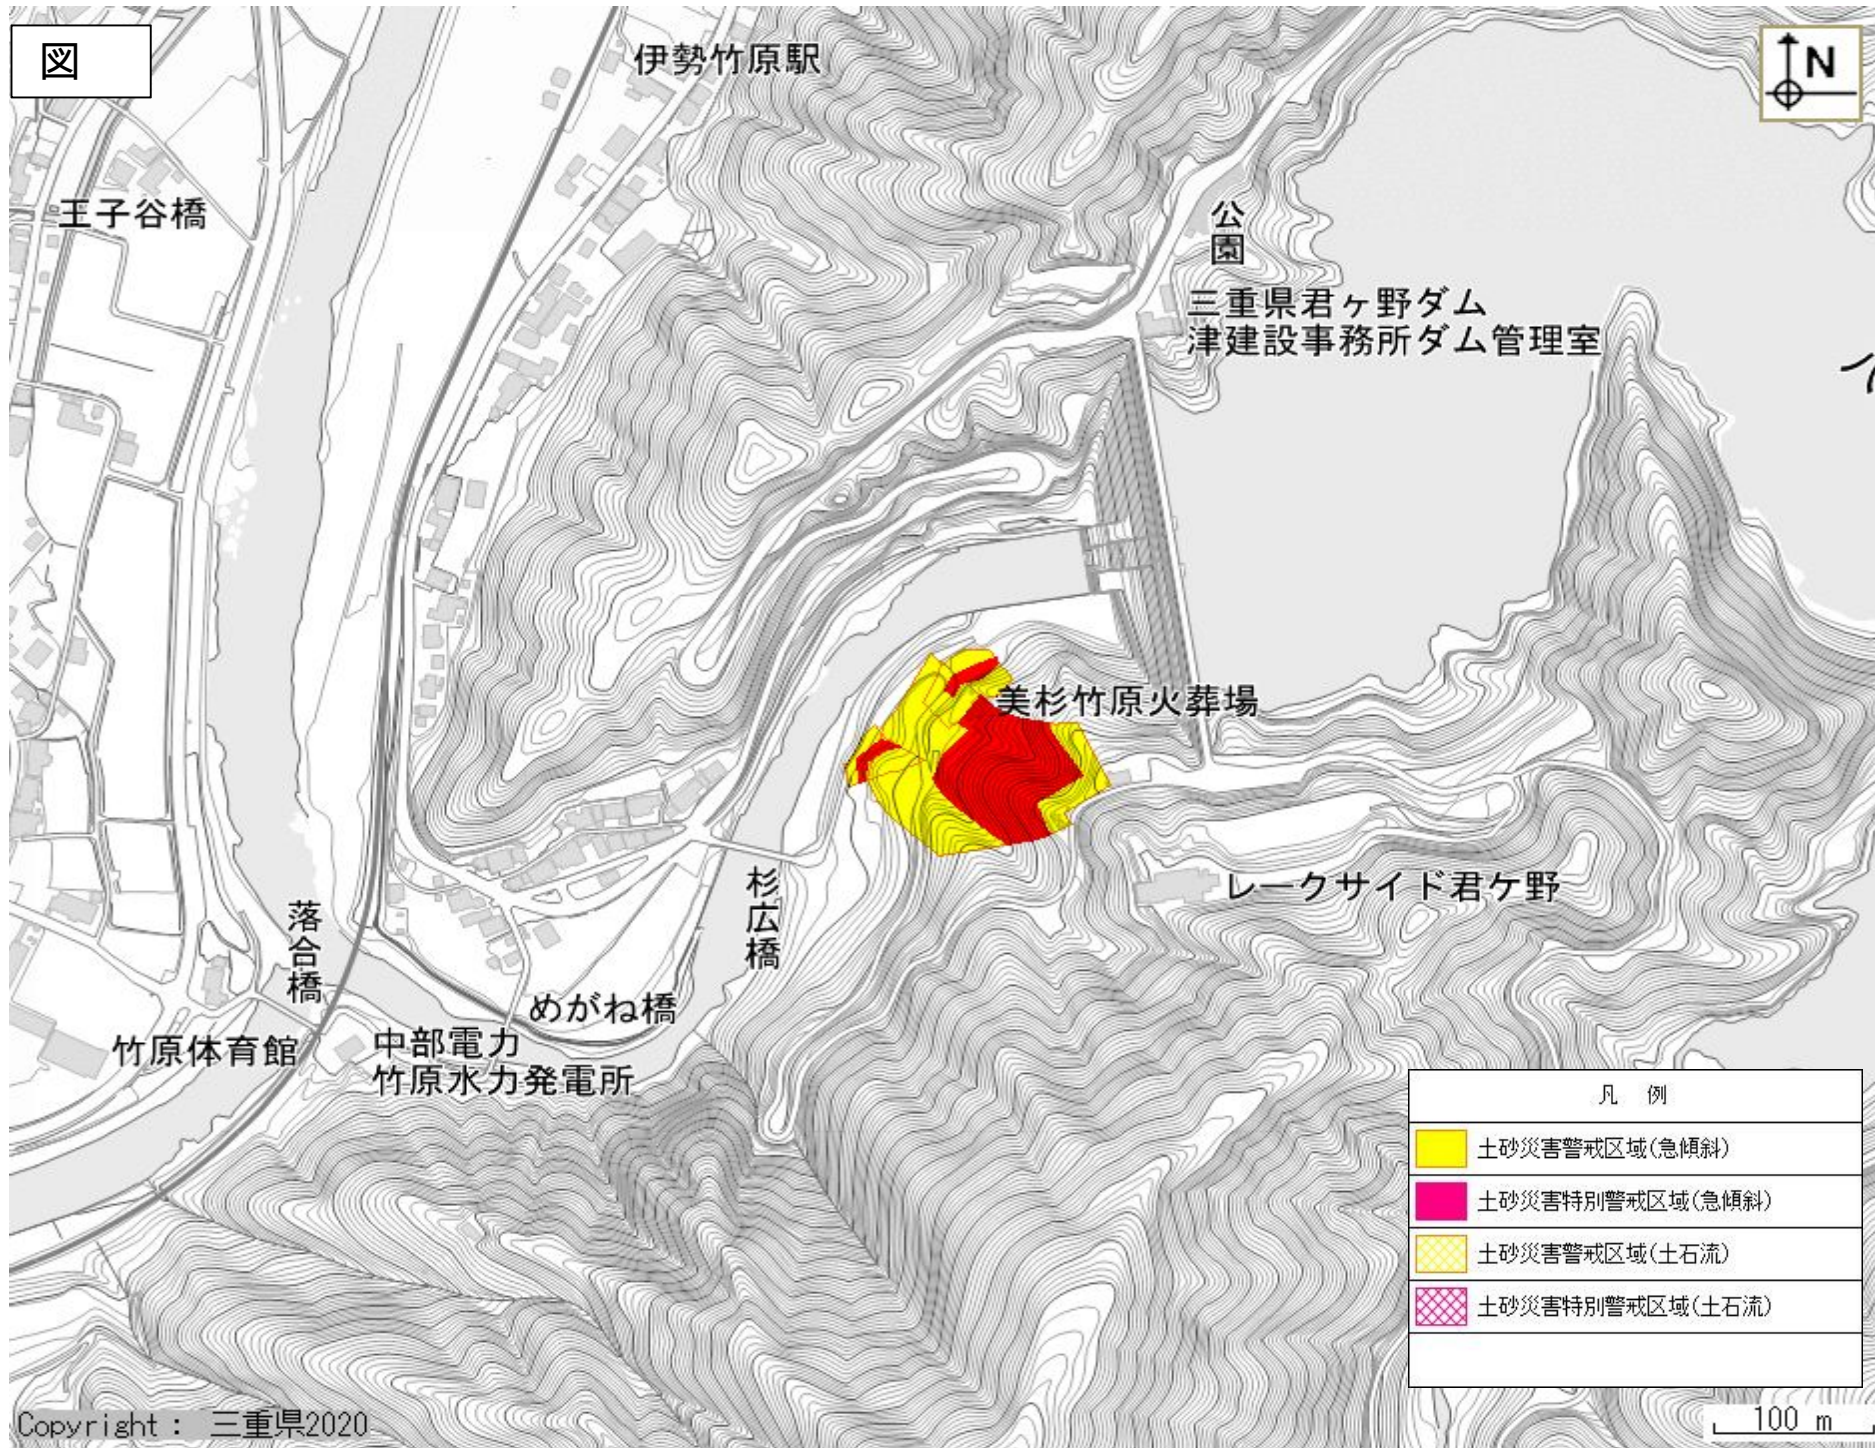 図
伊勢竹原駅
N
王子谷橋
公園
三重県君ヶ野ダム
津建設事務所ダム管理室
美杉竹原火葬場
レークサイド君ケ野
杉広橋
落合橋
めがね橋
竹原体育館
中部電力
竹原水力発電所
凡 例
土砂災害警戒区域(急傾斜)
土砂災害特別警戒区域(急傾斜)
土砂災害警戒区域(土石流)
土砂災害特別警戒区域(土石流)
Copyright : 三重県2020
100 m